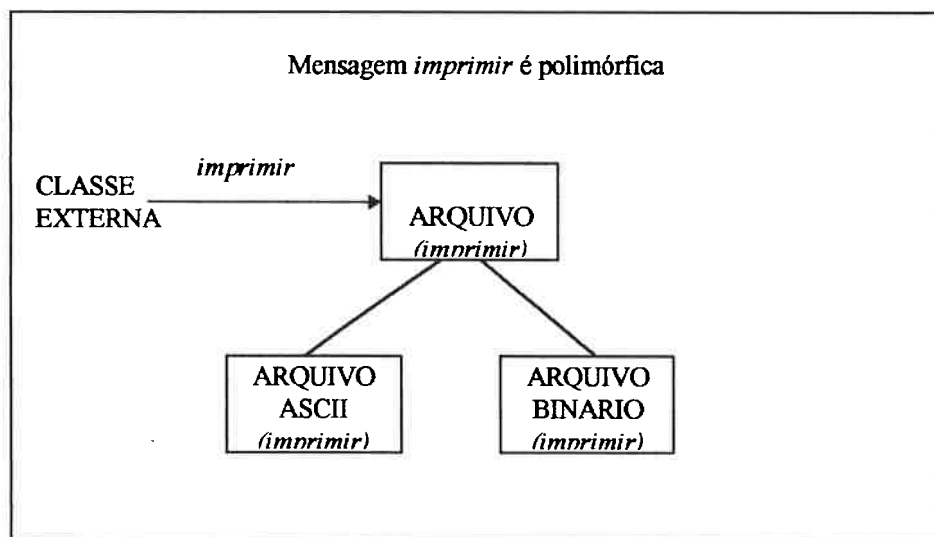 Mensagem imprimir é polimórfica
imprimir
CLASSE
EXTERNA
ARQUIVO
(imprimir)
ARQUIVO
ASCII
(imprimir)
ARQUIVO
BINARIO
(imprimir)